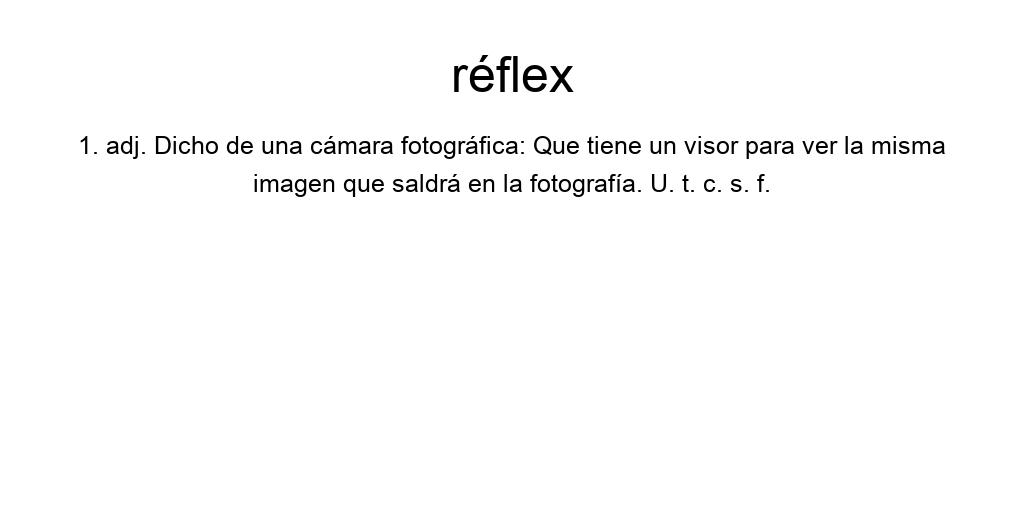 réflex
1. adj. Dicho de una cámara fotográfica: Que tiene un visor para ver la misma
imagen que saldrá en la fotografía. U. t. c. s. f.